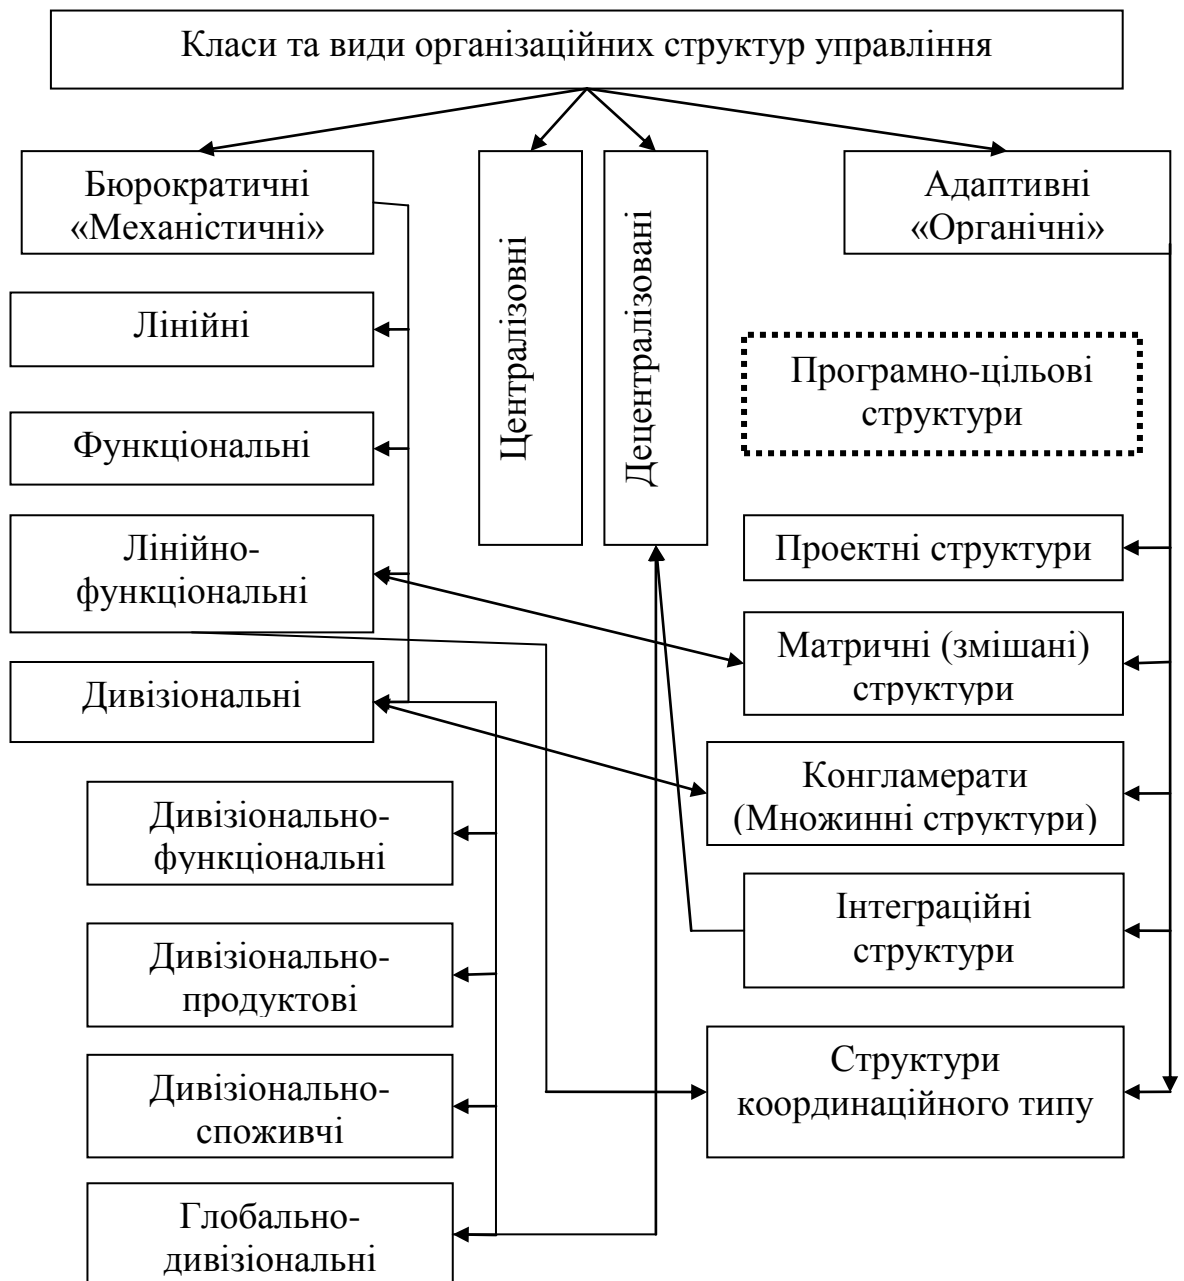 Класи та види організаційних структур управління
Бюрократичні
«Механістичні»
Централізовні
Децентралізовані
Адаптивні
«Органічні»
Лінійні
Функціональні
Лінійно-
функціональні
Дивізіональні
Дивізіонально-
функціональні
Дивізіонально-
продуктові
Дивізіонально-
споживчі
Глобально-
дивізіональні
Програмно-цільові
структури
Проектні структури
Матричні (змішані)
структури
Конгламерати
(Множинні структури)
Інтеграційні
структури
Структури
координаційного типу